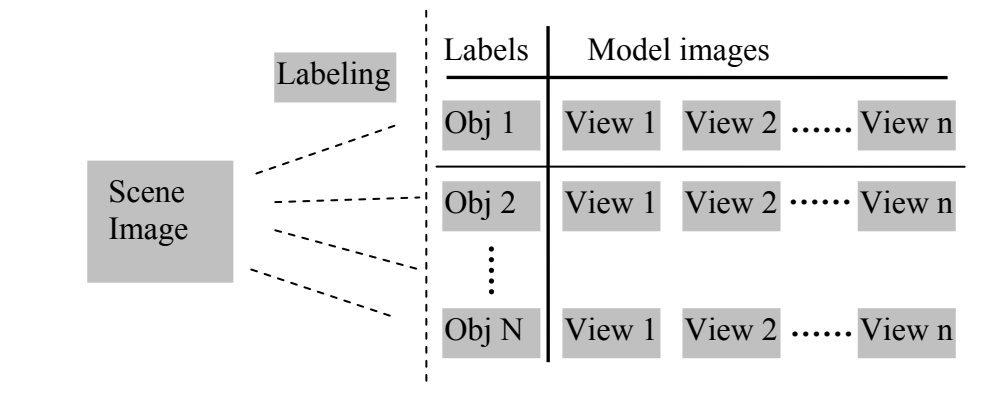 Labeling
Scene
Image
Labels Model images
Obj 1 View 1 View 2 ...... View n
Obj 2 View 1 View 2 ...... View n
Obj N View 1 View 2 ...... View n